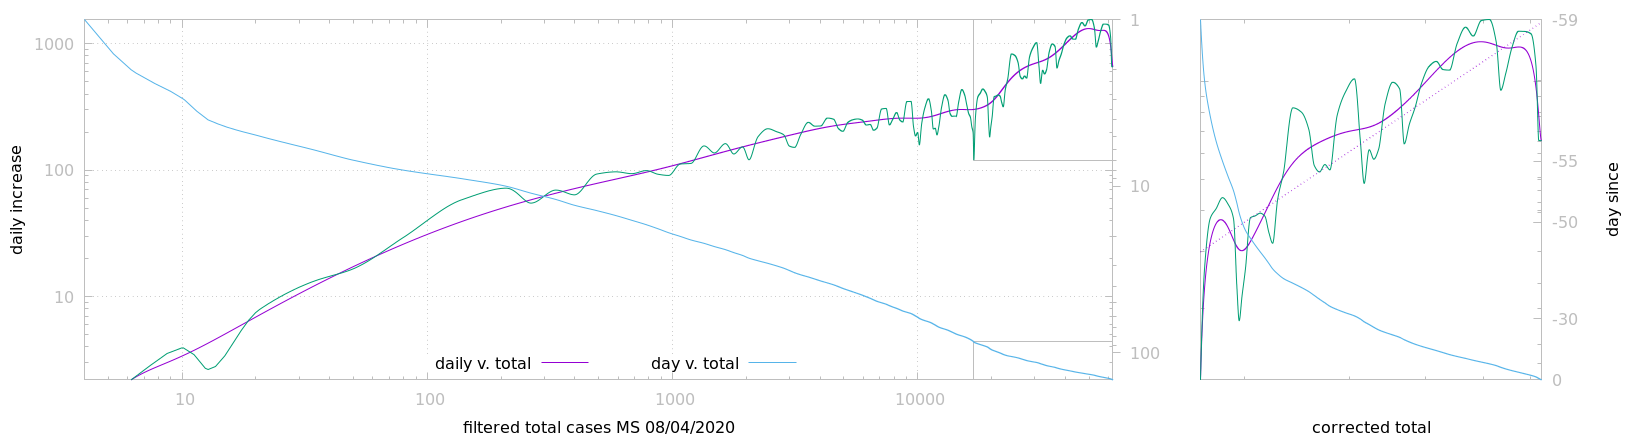 1000
100
10
daily increase
10
100
1000
10000
filtered total cases MS 08/04/2020
daily v. total
day v. total
1
10
100
-59
-55
-50
-30
0
day since
corrected total